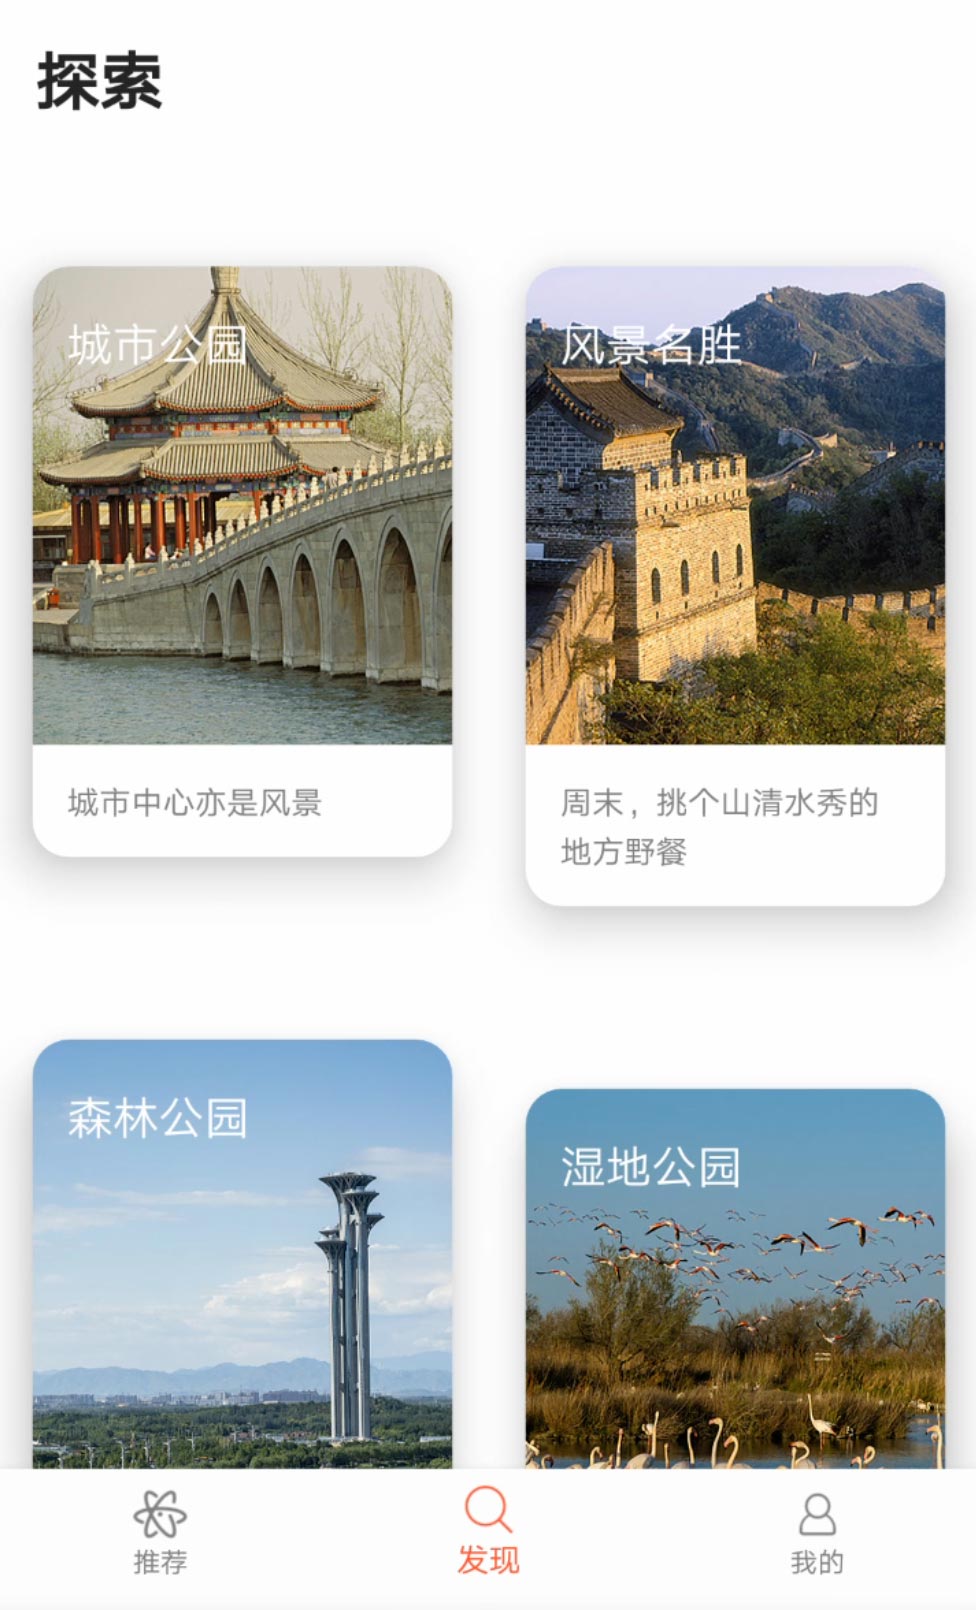 探索
城市公园
城市中心亦是风景
风景名胜
周末，挑个山清水秀的
地方野餐
森林公园
湿地公园
推荐
发现
我的